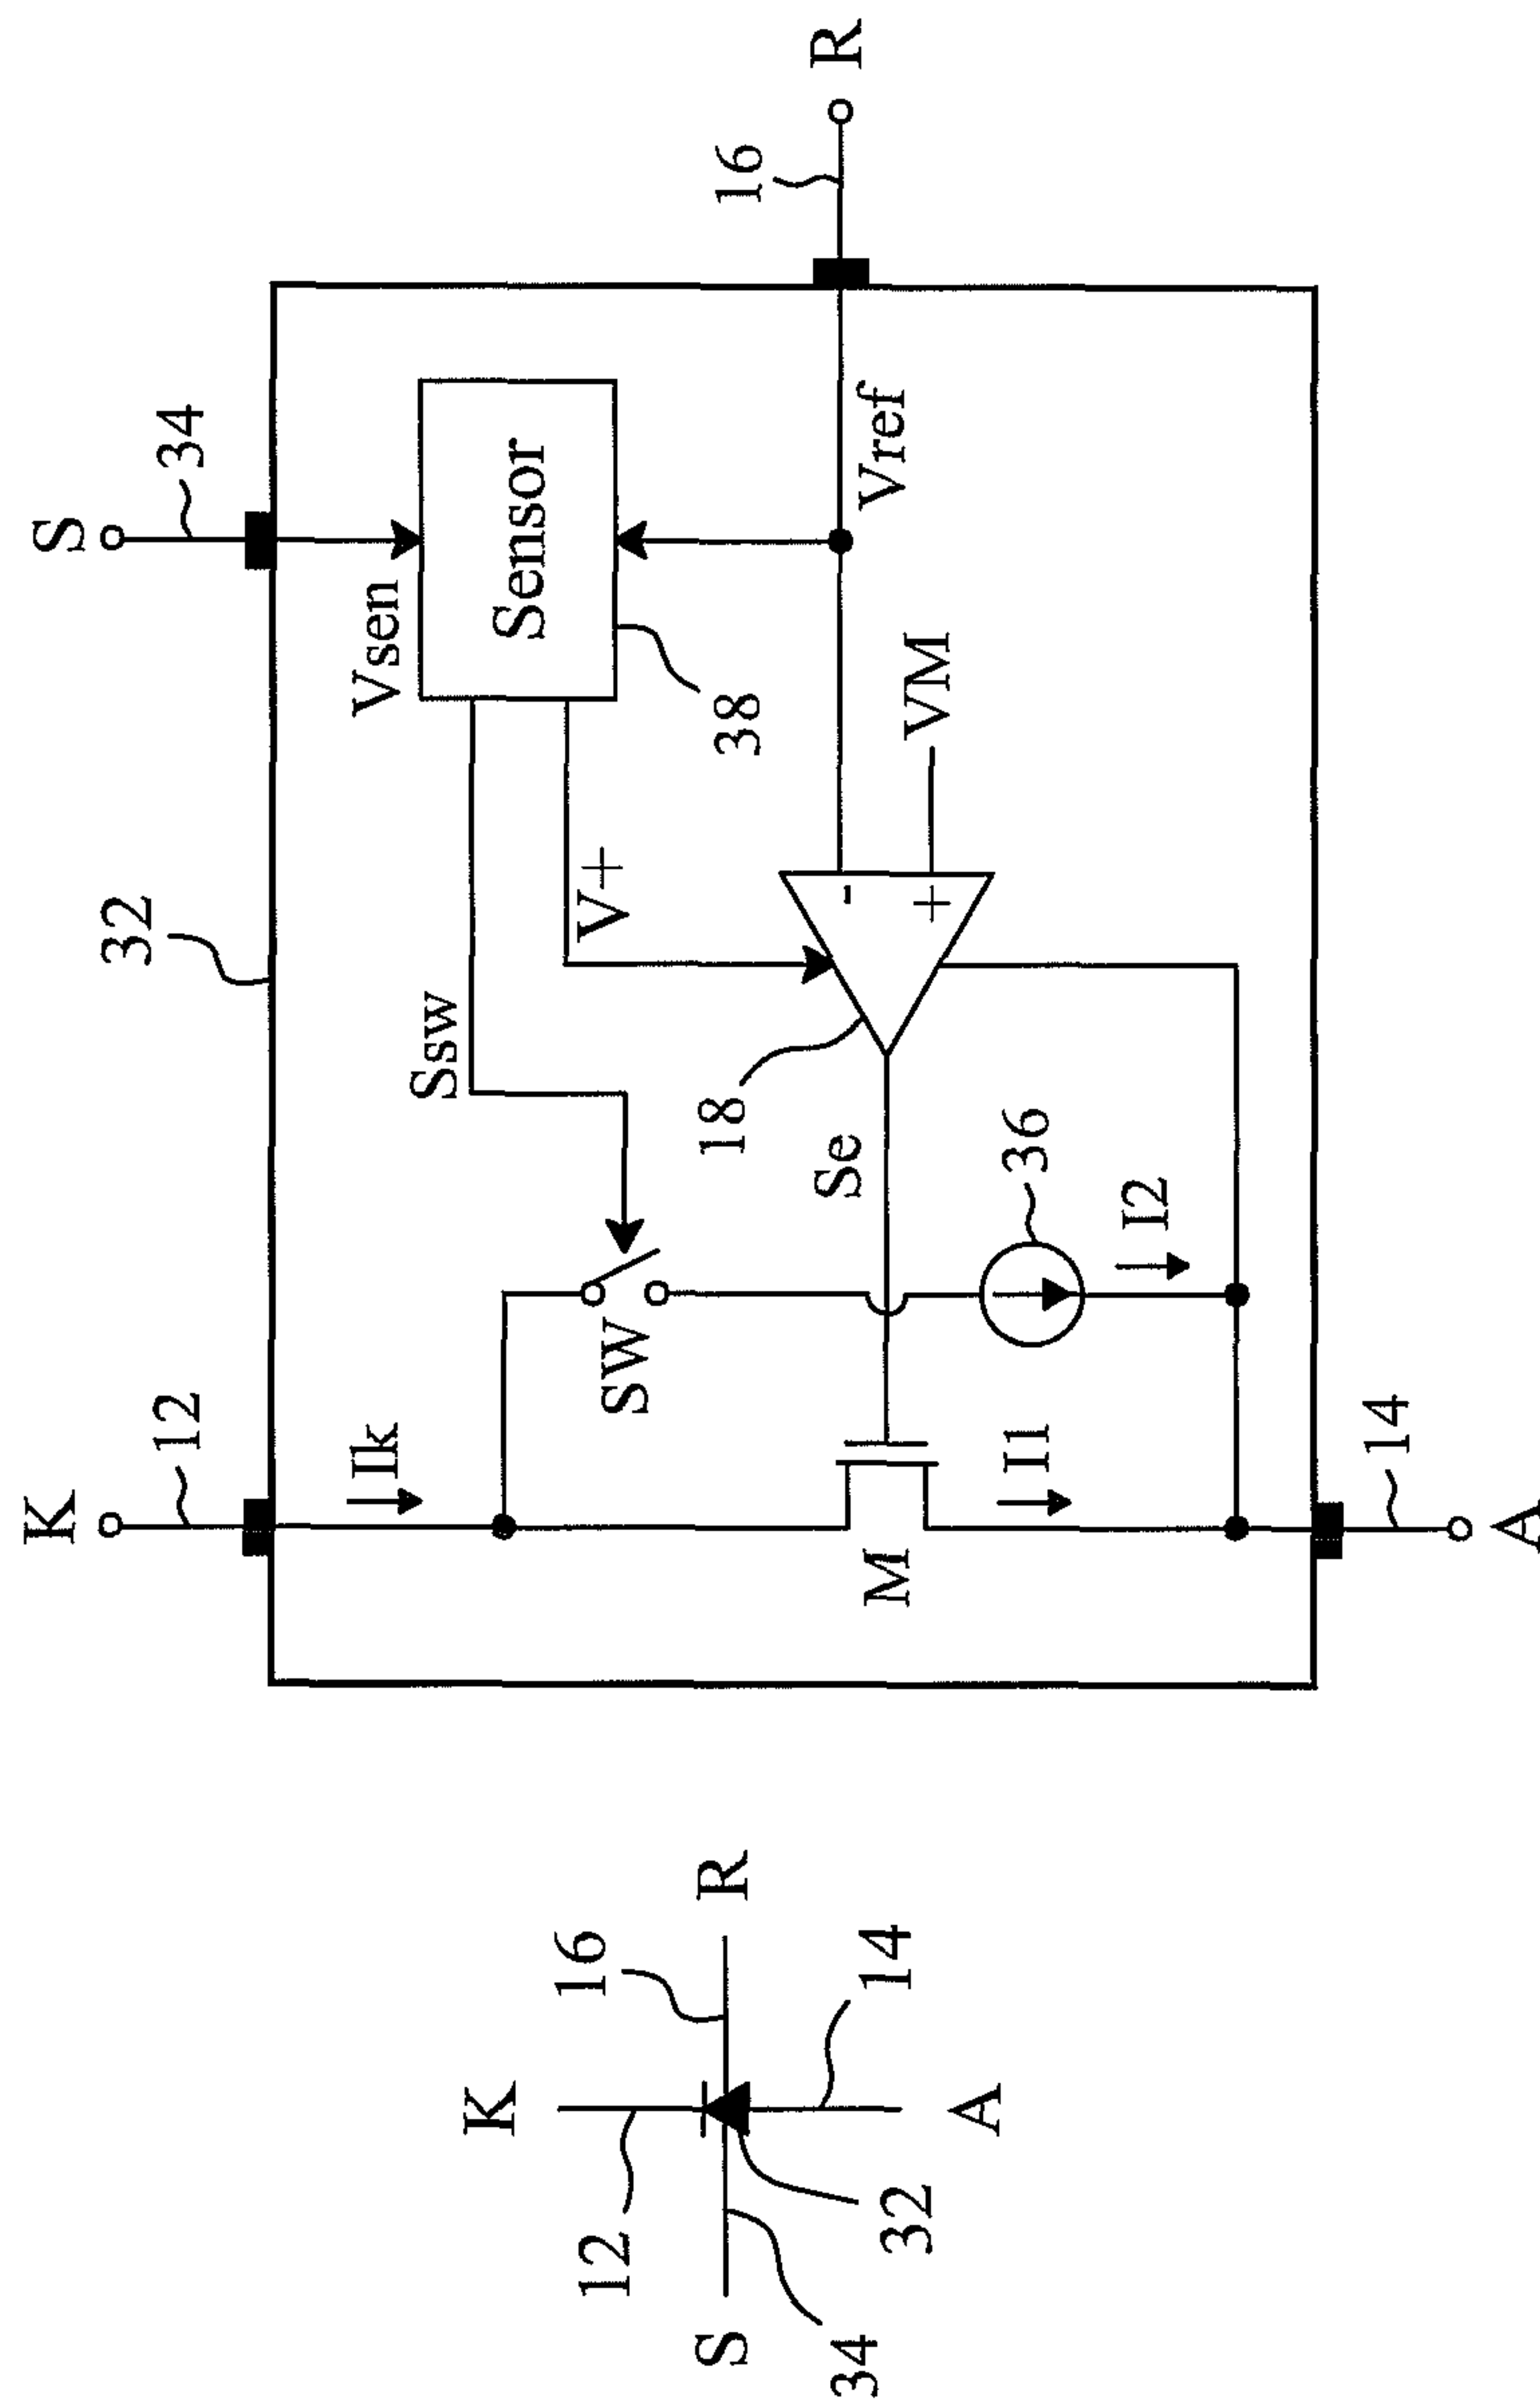 K
12
16
R
S
34
32
14
A
K
12
32
S
34
Ik
Ssw
Vsen
Sensor
38
V+
SW
M
Se
18
VM
Vref
16
R
I1
I2
36
14
A
-
+